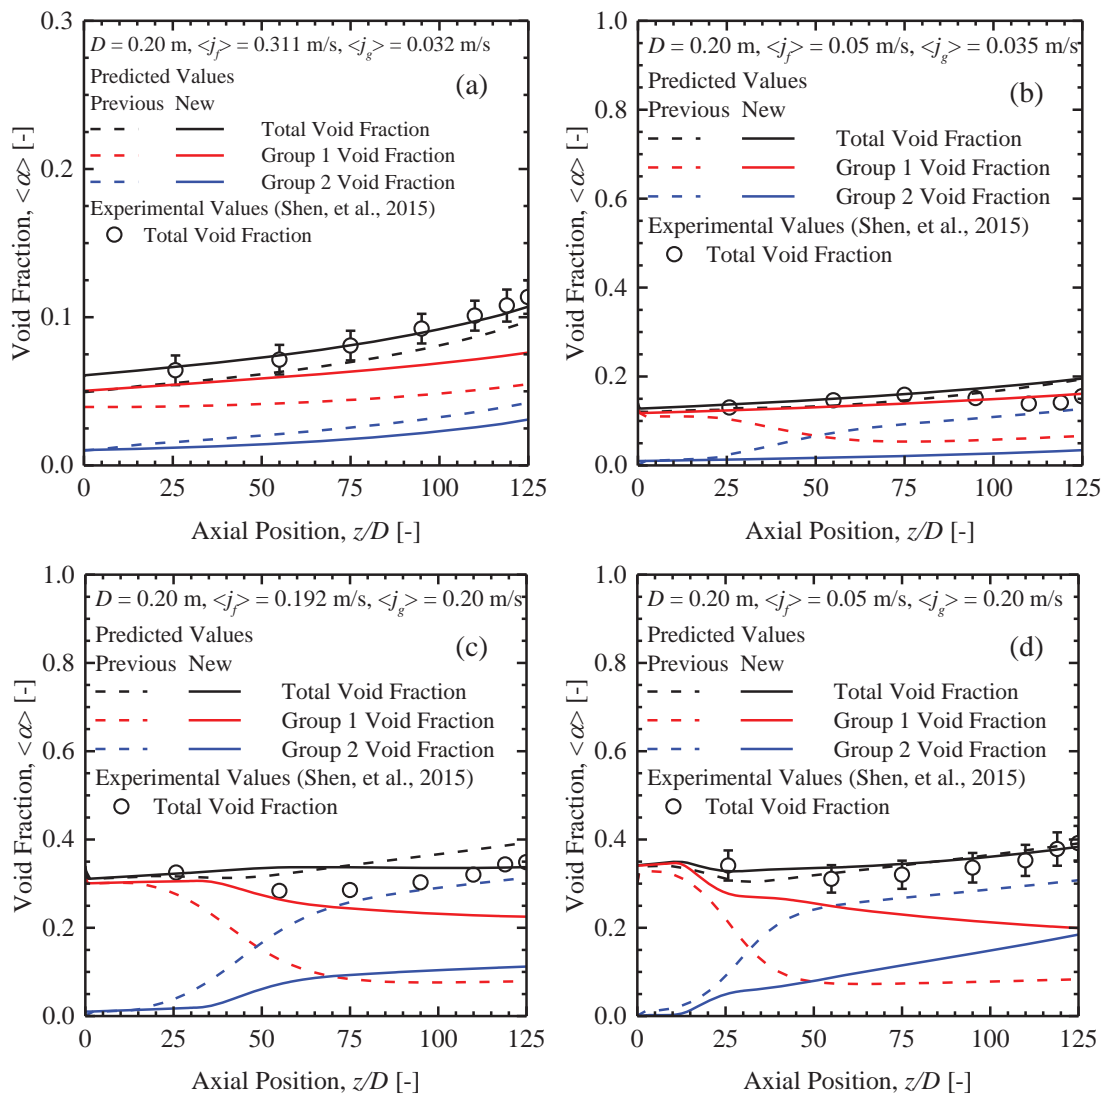 D = 0.20 m, <j_f> = 0.311 m/s, <j_g> = 0.032 m/s
(a)
Predicted Values
Previous New
Total Void Fraction
Group 1 Void Fraction
Group 2 Void Fraction
Experimental Values (Shen, et al., 2015)
Total Void Fraction
Void Fraction, <α> [-]
0.3
0.2
0.1
0.0
0 25 50 75 100 125
Axial Position, z/D [-]
D = 0.20 m, <j_f> = 0.05 m/s, <j_g> = 0.035 m/s
(b)
Predicted Values
Previous New
Total Void Fraction
Group 1 Void Fraction
Group 2 Void Fraction
Experimental Values (Shen, et al., 2015)
Total Void Fraction
Void Fraction, <α> [-]
1.0
0.8
0.6
0.4
0.2
0.0
0 25 50 75 100 125
Axial Position, z/D [-]
D = 0.20 m, <j_f> = 0.192 m/s, <j_g> = 0.20 m/s
(c)
Predicted Values
Previous New
Total Void Fraction
Group 1 Void Fraction
Group 2 Void Fraction
Experimental Values (Shen, et al., 2015)
Total Void Fraction
Void Fraction, <α> [-]
1.0
0.8
0.6
0.4
0.2
0.0
0 25 50 75 100 125
Axial Position, z/D [-]
D = 0.20 m, <j_f> = 0.05 m/s, <j_g> = 0.20 m/s
(d)
Predicted Values
Previous New
Total Void Fraction
Group 1 Void Fraction
Group 2 Void Fraction
Experimental Values (Shen, et al., 2015)
Total Void Fraction
Void Fraction, <α> [-]
1.0
0.8
0.6
0.4
0.2
0.0
0 25 50 75 100 125
Axial Position, z/D [-]